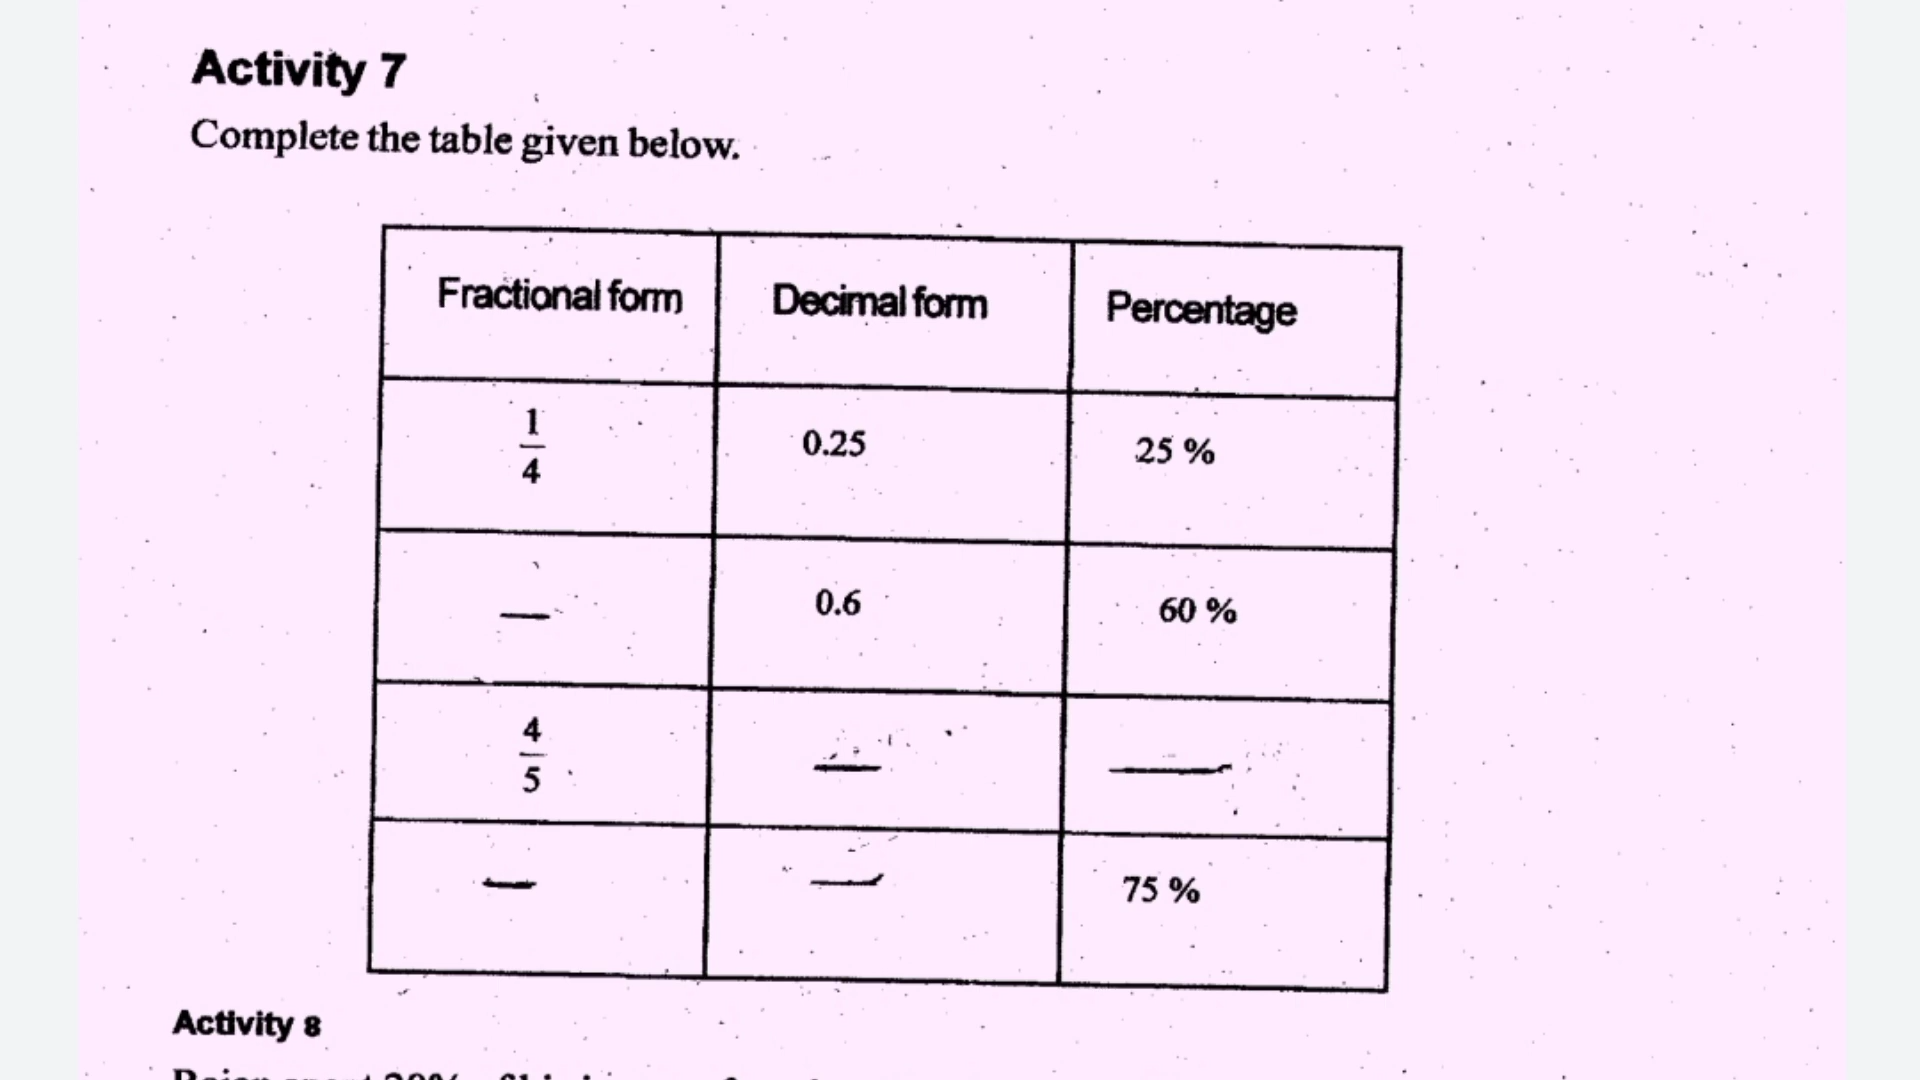 Activity 7
Complete the table given below.
Fractional form Decimal form Percentage
1/4 0.25 25 %
— 0.6 60 %
4/5 — —
— — 75 %
Activity 8